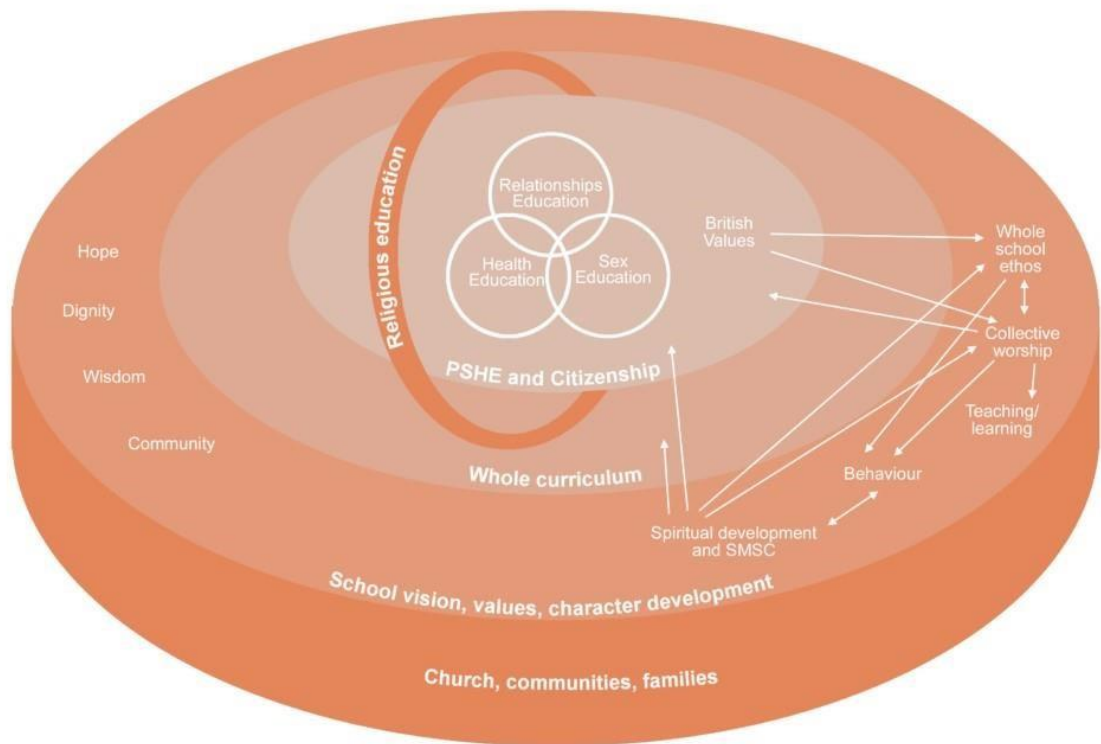 Relationships
Education
Health
Education
Sex
Education
Religious education
PSHE and Citizenship
British
Values
Whole
school
ethos
Collective
worship
Teaching/
learning
Behaviour
Spiritual development
and SMSC
Hope
Dignity
Wisdom
Community
Whole curriculum
School vision, values, character development
Church, communities, families